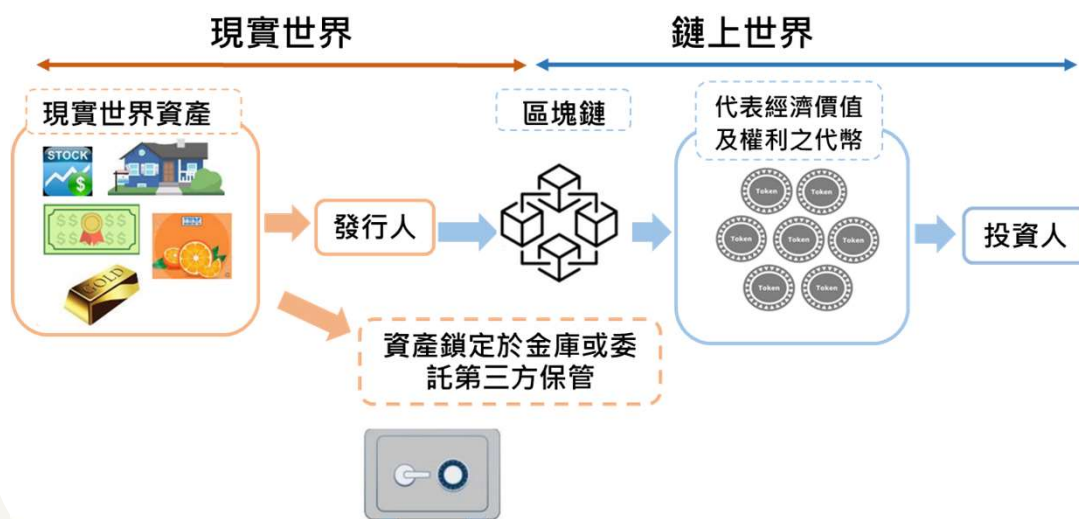 現實世界
鏈上世界
現實世界資產
STOCK
$
$$ $$
$$ $$
GOLD
發行人
區塊鏈
代表經濟價值
及權利之代幣
Token
Token
Token
Token
Token
Token
Token
投資人
資產鎖定於金庫或委
託第三方保管